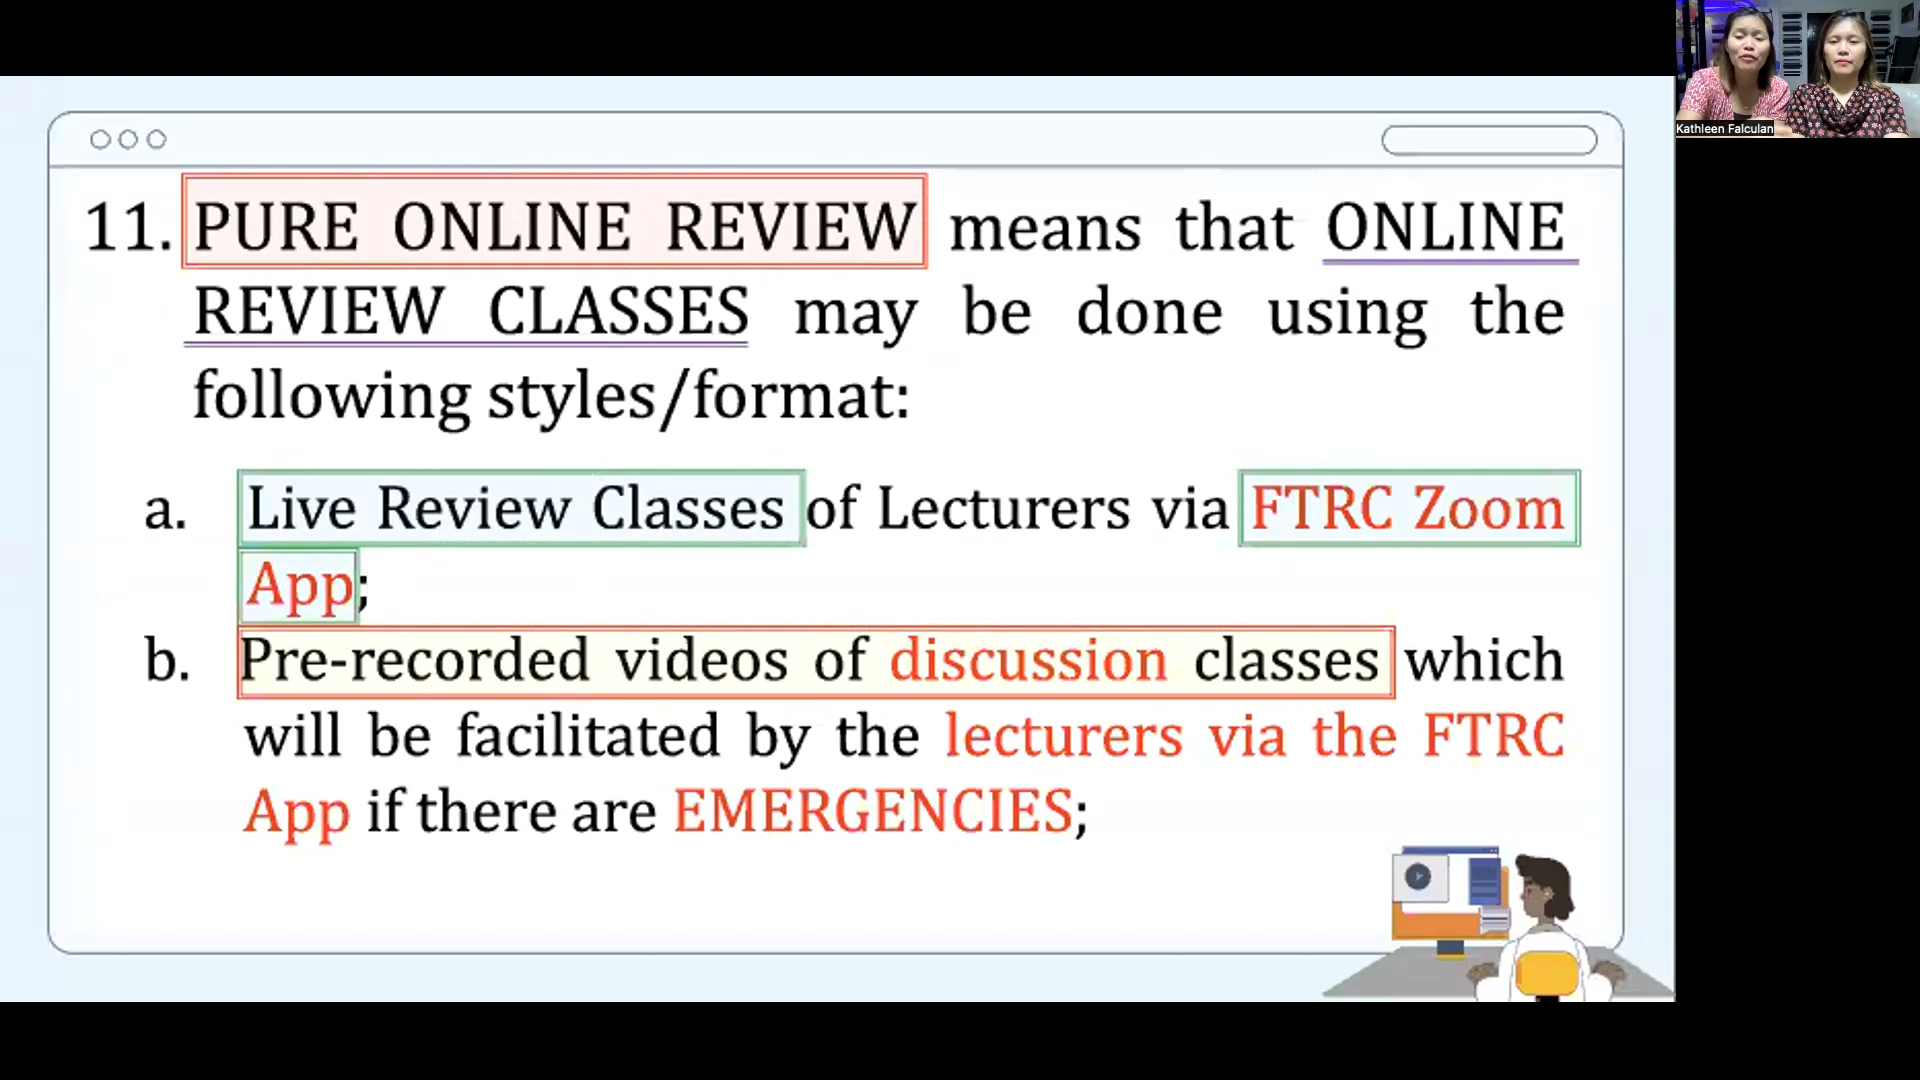 Kathleen Falculan
11. PURE ONLINE REVIEW means that ONLINE
REVIEW CLASSES may be done using the
following styles/format:
a. Live Review Classes of Lecturers via FTRC Zoom
App;
b. Pre-recorded videos of discussion classes which
will be facilitated by the lecturers via the FTRC
App if there are EMERGENCIES;